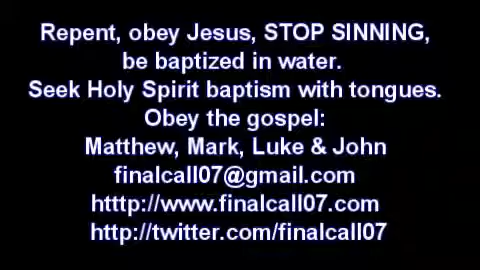 Repent, obey Jesus, STOP SINNING,
be baptized in water.
Seek Holy Spirit baptism with tongues.
Obey the gospel:
Matthew, Mark, Luke & John
finalcall07@gmail.com
htttp://www.finalcall07.com
http://twitter.com/finalcall07